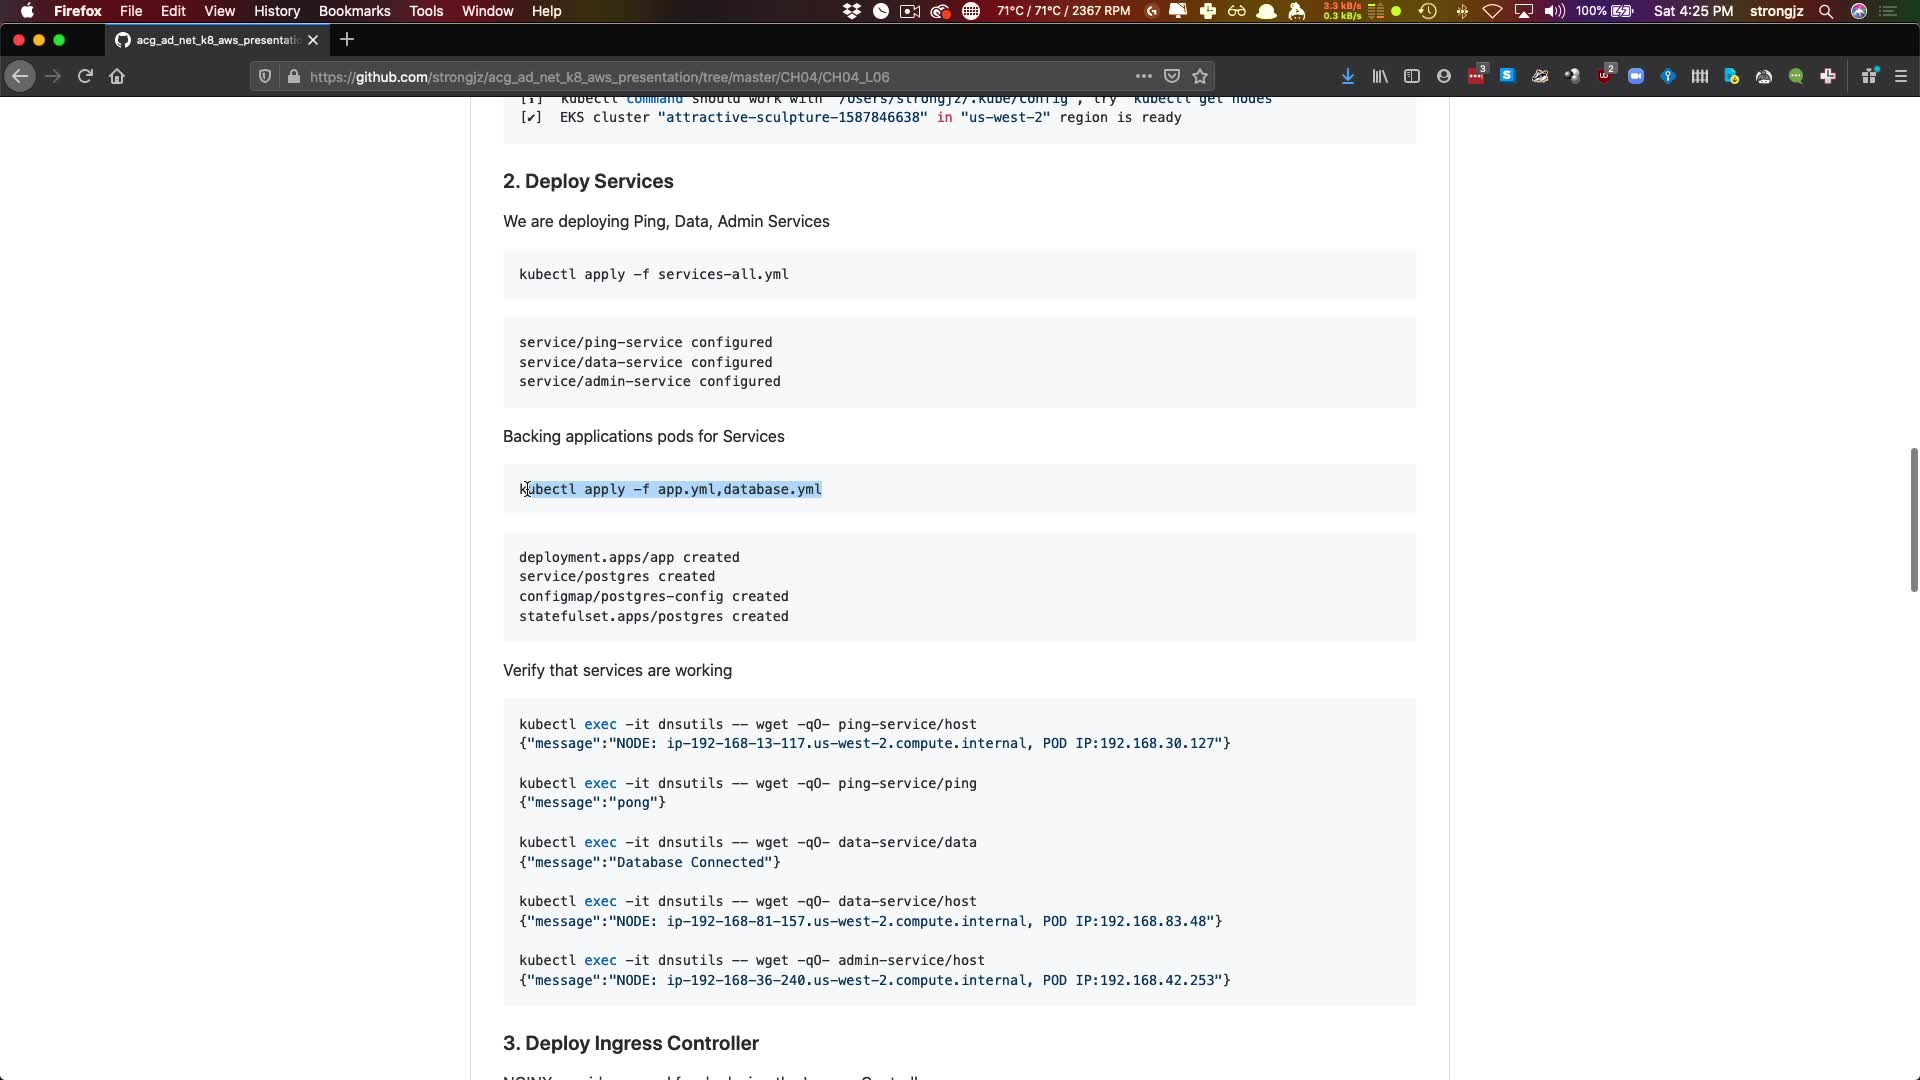 Firefox File Edit View History Bookmarks Tools Window Help 71°C / 71°C / 2367 RPM 3.3 kB/s 0.3 kB/s 100% Sat 4:25 PM strongjz
acg_ad_net_k8_aws_presentatio
https://github.com/strongjz/acg_ad_net_k8_aws_presentation/tree/master/CH04/CH04_L06 3 2
kubectl command should work with "/Users/strongjz/.kube/config", try 'kubectl get nodes'
[✔] EKS cluster "attractive-sculpture-1587846638" in "us-west-2" region is ready
2. Deploy Services
We are deploying Ping, Data, Admin Services
kubectl apply -f services-all.yml
service/ping-service configured
service/data-service configured
service/admin-service configured
Backing applications pods for Services
kubectl apply -f app.yml,database.yml
deployment.apps/app created
service/postgres created
configmap/postgres-config created
statefulset.apps/postgres created
Verify that services are working
kubectl exec -it dnsutils -- wget -qO- ping-service/host
{"message":"NODE: ip-192-168-13-117.us-west-2.compute.internal, POD IP:192.168.30.127"}
kubectl exec -it dnsutils -- wget -qO- ping-service/ping
{"message":"pong"}
kubectl exec -it dnsutils -- wget -qO- data-service/data
{"message":"Database Connected"}
kubectl exec -it dnsutils -- wget -qO- data-service/host
{"message":"NODE: ip-192-168-81-157.us-west-2.compute.internal, POD IP:192.168.83.48"}
kubectl exec -it dnsutils -- wget -qO- admin-service/host
{"message":"NODE: ip-192-168-36-240.us-west-2.compute.internal, POD IP:192.168.42.253"}
3. Deploy Ingress Controller